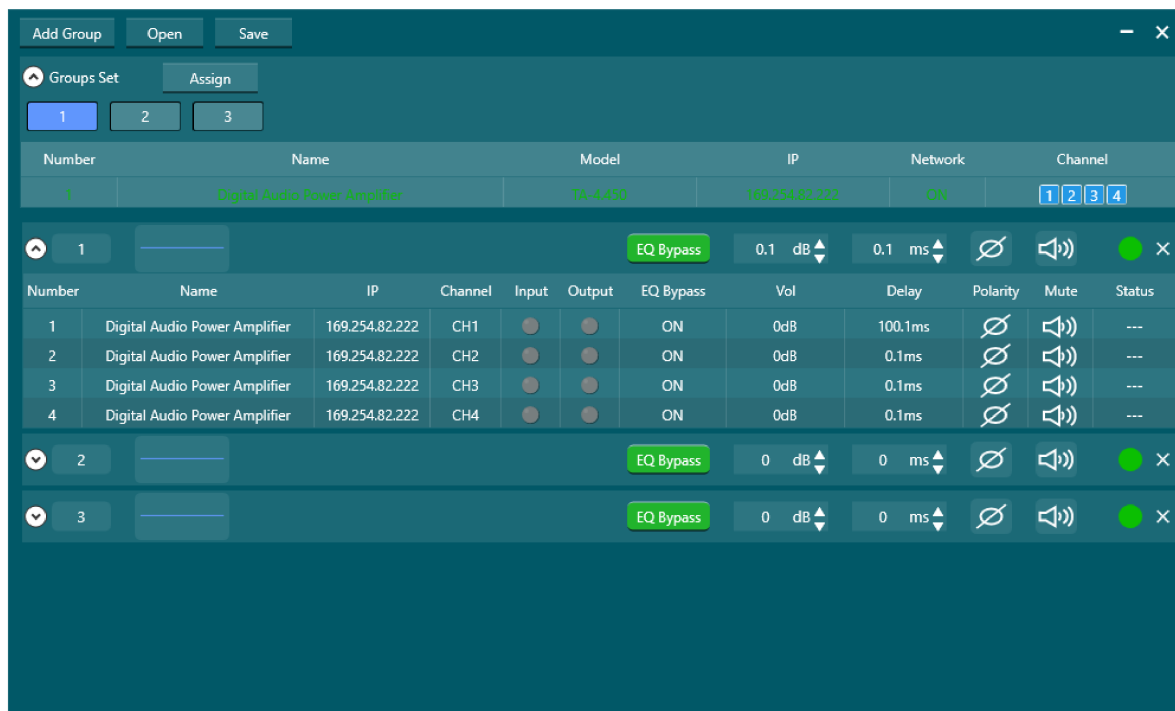 Add Group Open Save
Groups Set Assign
1 2 3
Number Name Model IP Network Channel
1 Digital Audio Power Amplifier 169.254.82.222 1 2 3 4
1 EQ Bypass 0.1 dB 0.1 ms
Number Name IP Channel Input Output EQ Bypass Vol Delay Polarity Mute Status
1 Digital Audio Power Amplifier 169.254.82.222 CH1 ON 0dB 100.1ms ---
2 Digital Audio Power Amplifier 169.254.82.222 CH2 ON 0dB 0.1ms ---
3 Digital Audio Power Amplifier 169.254.82.222 CH3 ON 0dB 0.1ms ---
4 Digital Audio Power Amplifier 169.254.82.222 CH4 ON 0dB 0.1ms ---
2 EQ Bypass 0 dB 0 ms
3 EQ Bypass 0 dB 0 ms